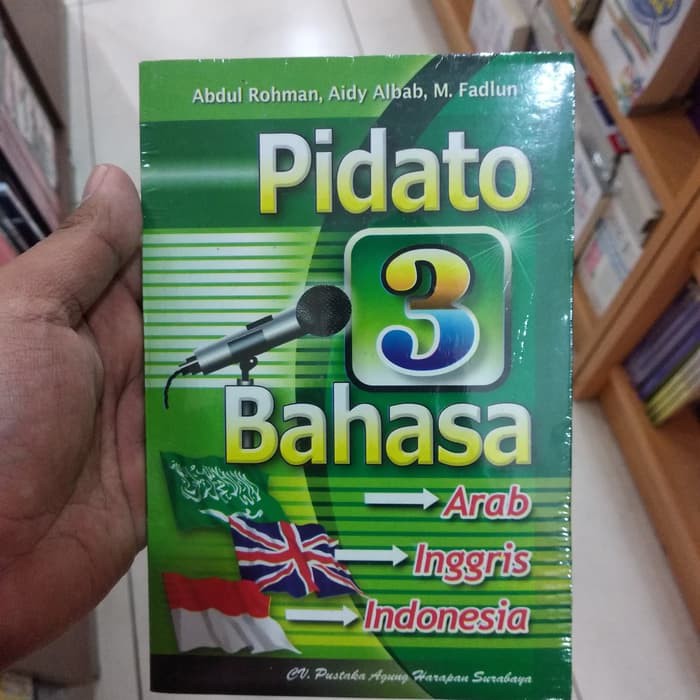 Abdul Rohman, Aidy Albab, M. Fadlun
Pidato
3
Bahasa
Arab
Inggris
Indonesia
CV. Pustaka Agung Harapan Surabaya